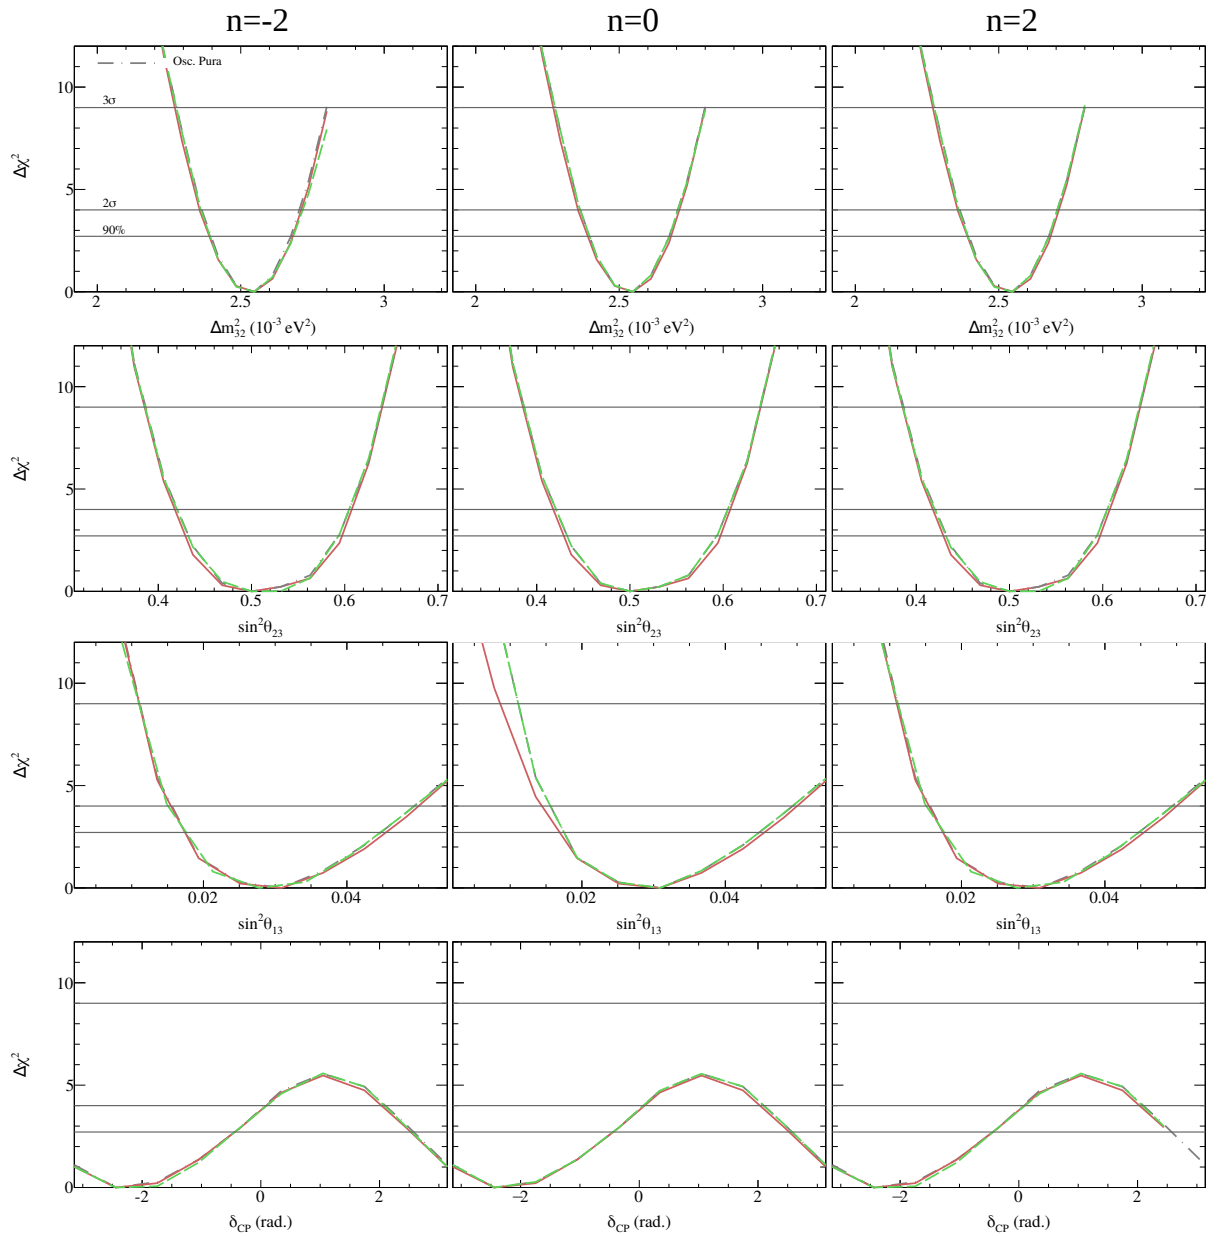 n=-2 n=0 n=2
Osc. Pura
3σ
2σ
90%
Δχ²
10
5
0
2 2.5 3 2 2.5 3 2 2.5 3
Δm²₃₂ (10⁻³ eV²) Δm²₃₂ (10⁻³ eV²) Δm²₃₂ (10⁻³ eV²)
Δχ²
10
5
0
0.4 0.5 0.6 0.7 0.4 0.5 0.6 0.7 0.4 0.5 0.6 0.7
sin²θ₂₃ sin²θ₂₃ sin²θ₂₃
Δχ²
10
5
0
0.02 0.04 0.02 0.04 0.02 0.04
sin²θ₁₃ sin²θ₁₃ sin²θ₁₃
Δχ²
10
5
0
-2 0 2 −2 0 2 −2 0 2
δCP (rad.) δCP (rad.) δCP (rad.)